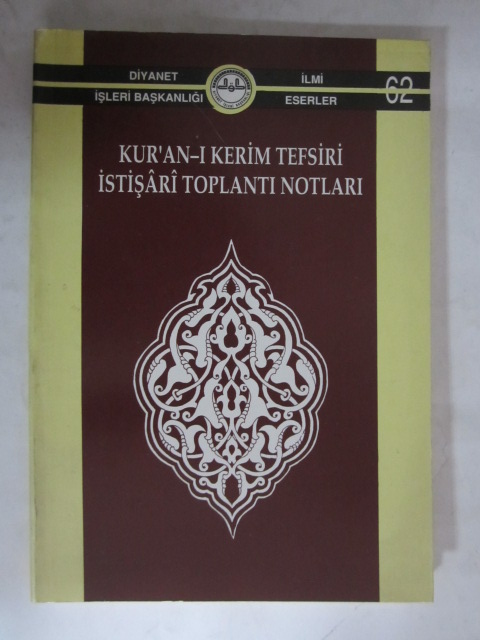 DİYANET
İŞLERİ BAŞKANLIĞI
İLMİ
ESERLER
62
KUR'AN-I KERİM TEFSİRİ
İSTİŞÂRÎ TOPLANTI NOTLARI